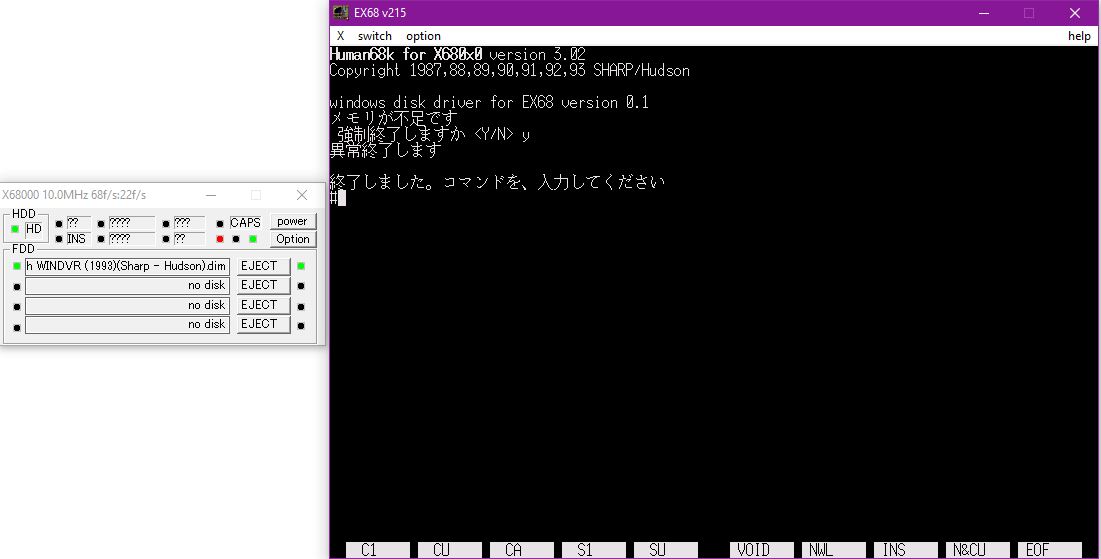 EX68 v215
X switch option help
Human68k for X680x0 version 3.02
Copyright 1987,88,89,90,91,92,93 SHARP/Hudson
windows disk driver for EX68 version 0.1
メモリが不足です
強制終了しますか <Y/N> y
異常終了します
終了しました。コマンドを、入力してください
#
X68000 10.0MHz 68f/s:22f/s
HDD
HD
?? ???? ??? CAPS power
INS ???? ?? Option
FDD
h WINDVR (1993)(Sharp - Hudson).dim EJECT
no disk EJECT
no disk EJECT
no disk EJECT
C1 CU CA S1 SU VOID NWL INS N&CU EOF